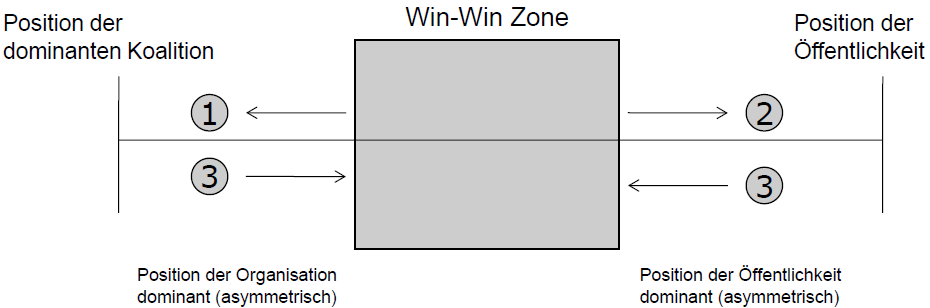 Win-Win Zone
Position der
dominanten Koalition
Position der
Öffentlichkeit
1
2
3
3
Position der Organisation
dominant (asymmetrisch)
Position der Öffentlichkeit
dominant (asymmetrisch)